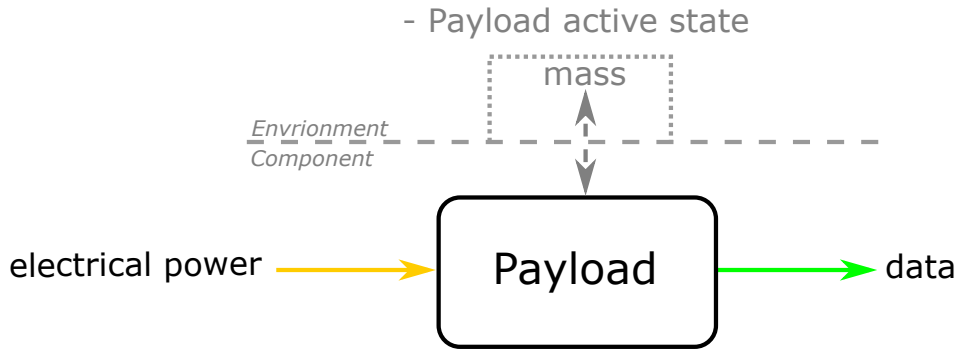 - Payload active state
mass
Envrionment
Component
electrical power
Payload
data